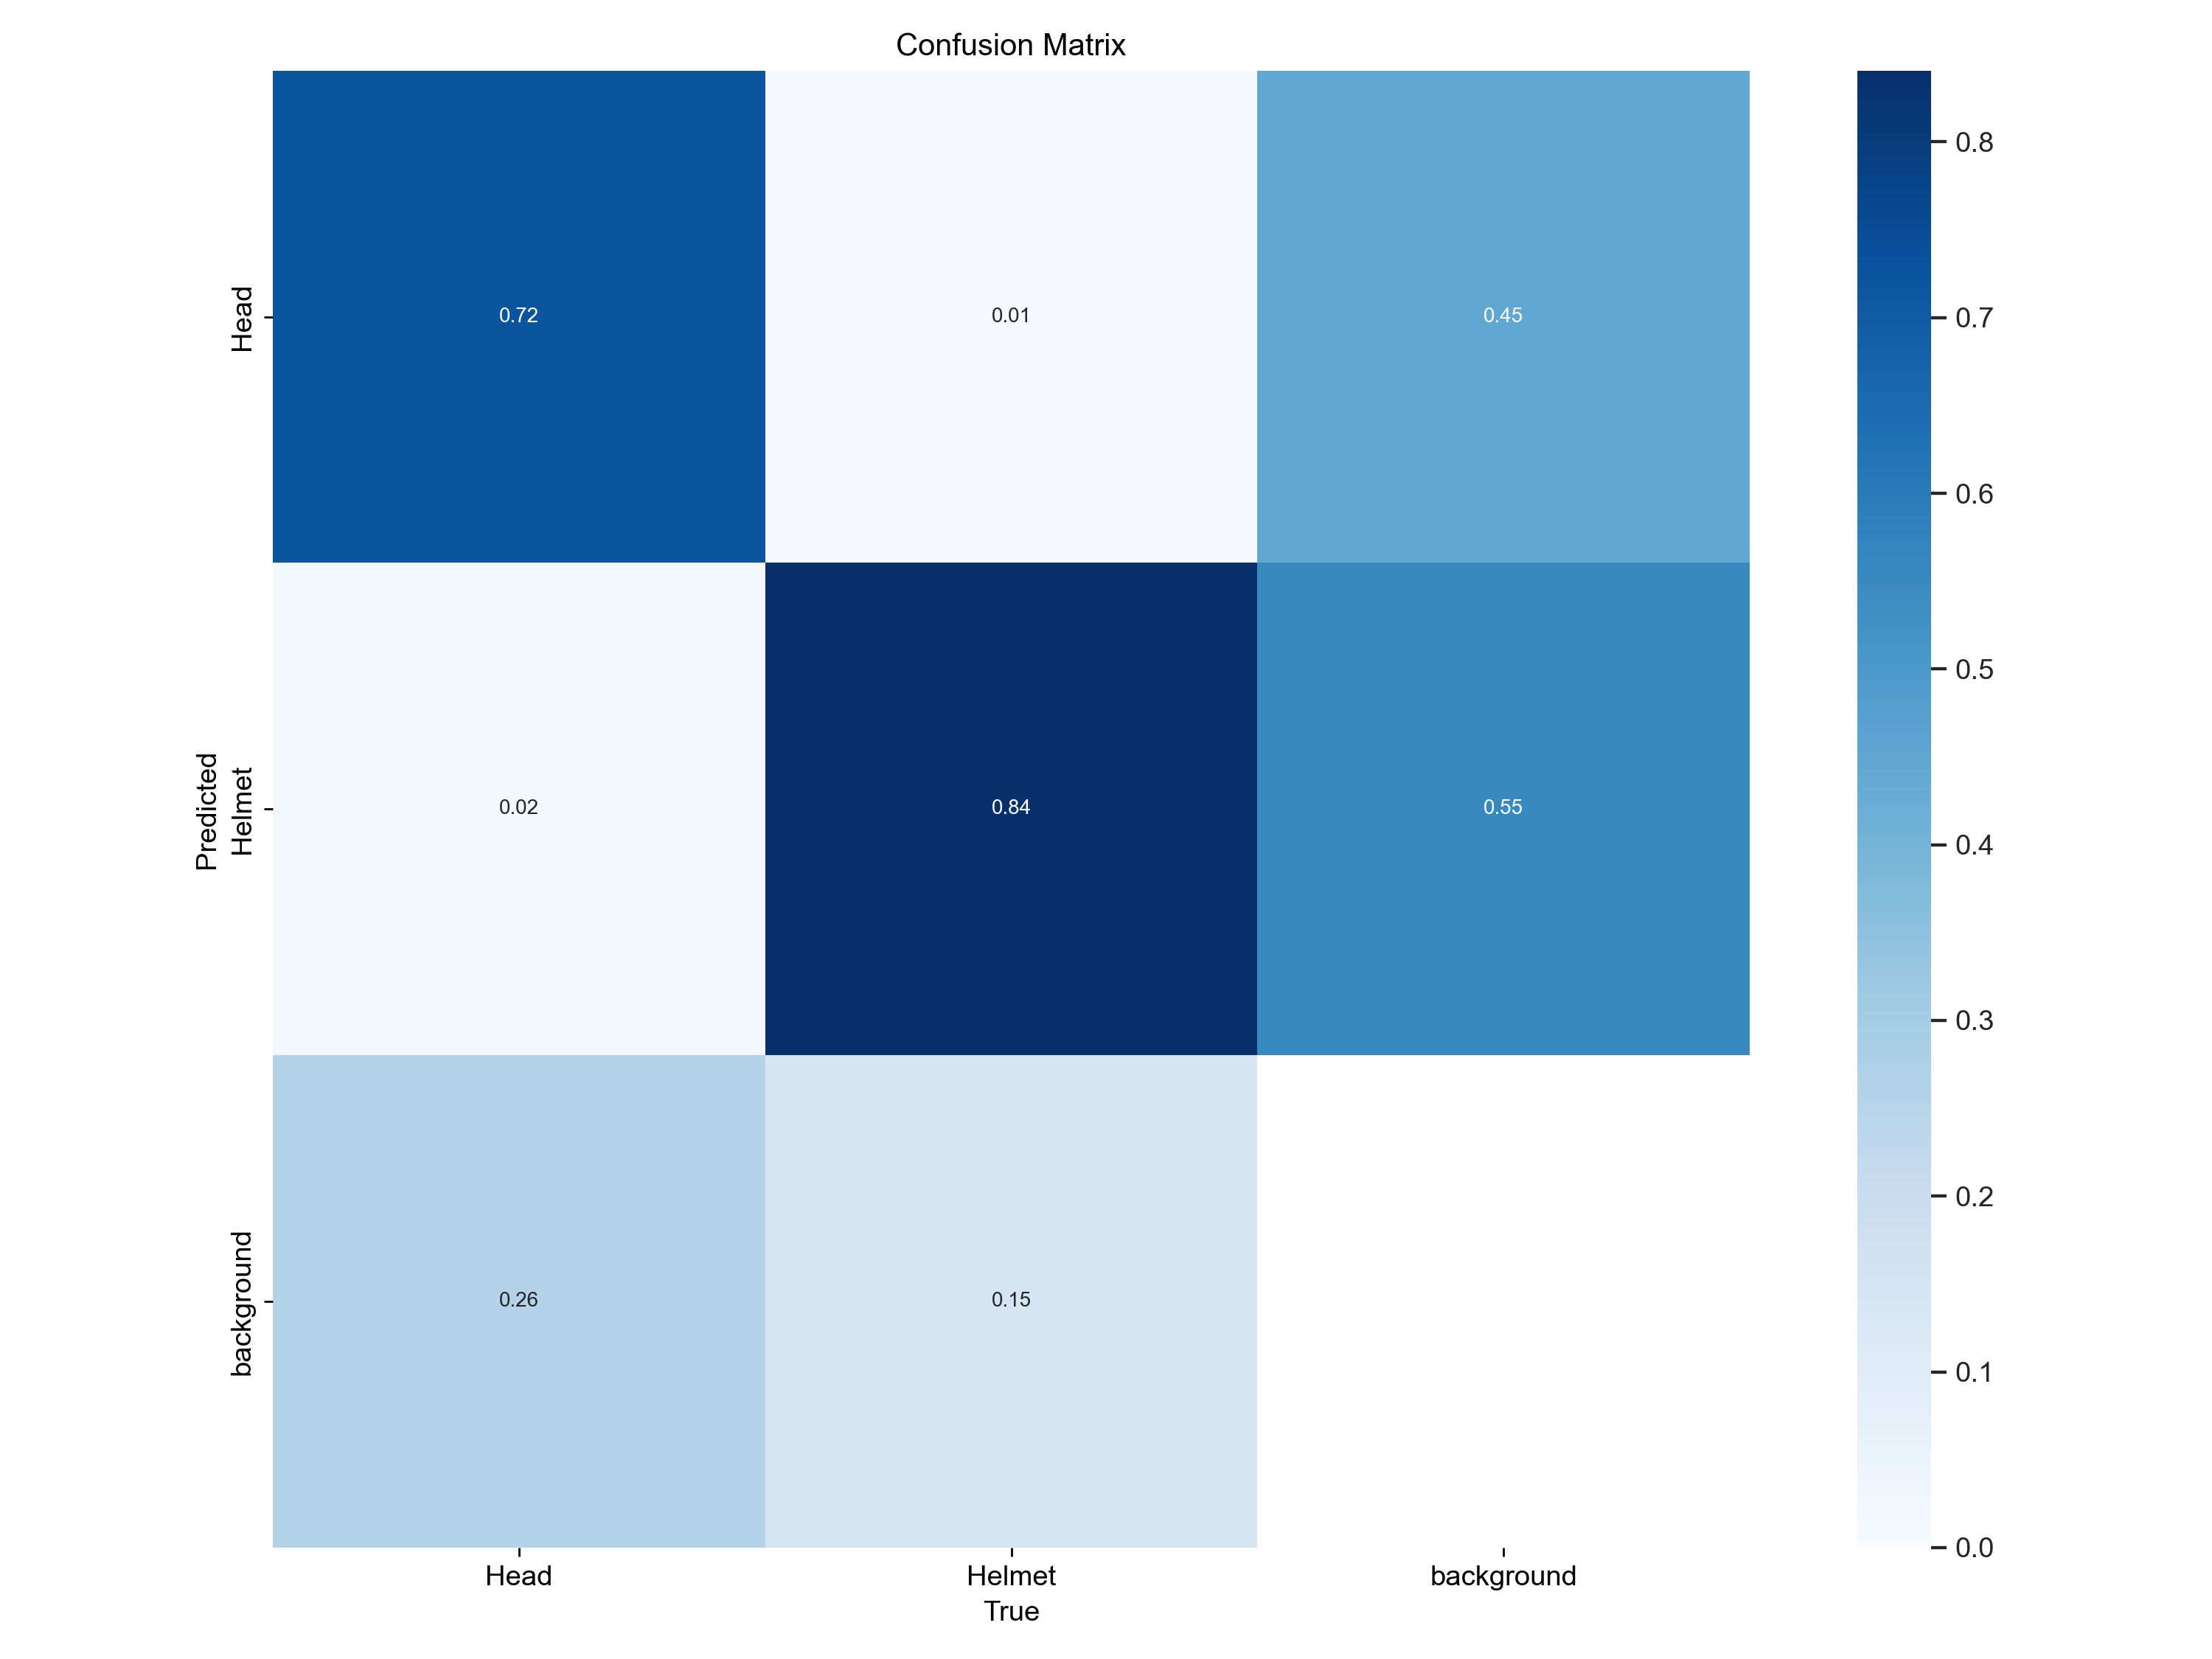 Confusion Matrix
Head
0.72
0.01
0.45
Predicted
Helmet
0.02
0.84
0.55
background
0.26
0.15
Head
Helmet
background
True
0.8
0.7
0.6
0.5
0.4
0.3
0.2
0.1
0.0